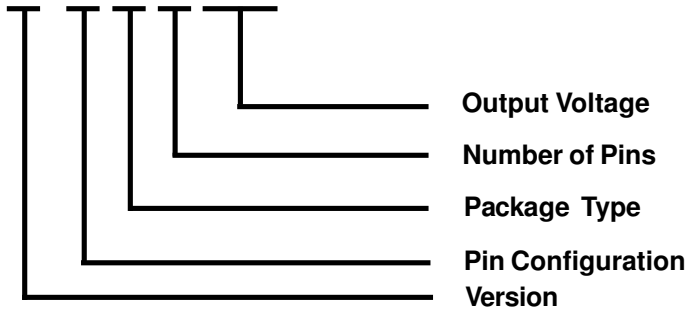 Output Voltage
Number of Pins
Package Type
Pin Configuration
Version